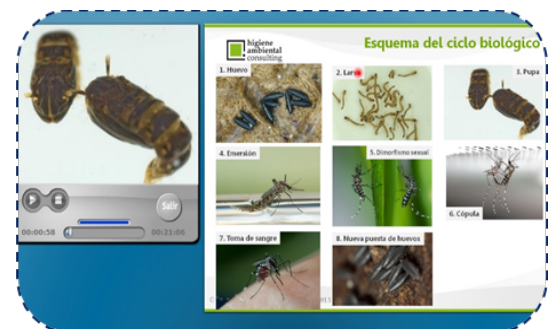 higiene
ambiental
consulting
Esquema del ciclo biológico
1. Huevo
2. Larva
3. Pupa
4. Emersión
5. Dimorfismo sexual
6. Cópula
7. Toma de sangre
8. Nueva puesta de huevos
Salir
00:00:58
00:21:06